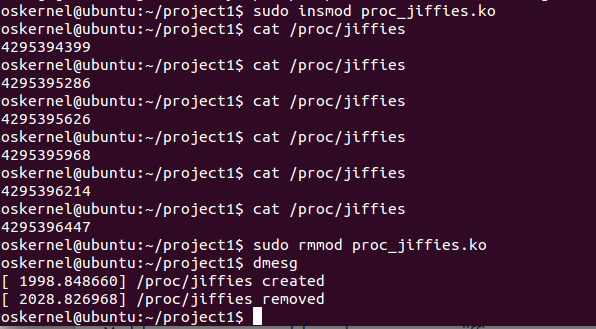 oskernel@ubuntu:~/project1$ sudo insmod proc_jiffies.ko
oskernel@ubuntu:~/project1$ cat /proc/jiffies
4295394399
oskernel@ubuntu:~/project1$ cat /proc/jiffies
4295395286
oskernel@ubuntu:~/project1$ cat /proc/jiffies
4295395626
oskernel@ubuntu:~/project1$ cat /proc/jiffies
4295395968
oskernel@ubuntu:~/project1$ cat /proc/jiffies
4295396214
oskernel@ubuntu:~/project1$ cat /proc/jiffies
4295396447
oskernel@ubuntu:~/project1$ sudo rmmod proc_jiffies.ko
oskernel@ubuntu:~/project1$ dmesg
[ 1998.848660] /proc/jiffies created
[ 2028.826968] /proc/jiffies removed
oskernel@ubuntu:~/project1$